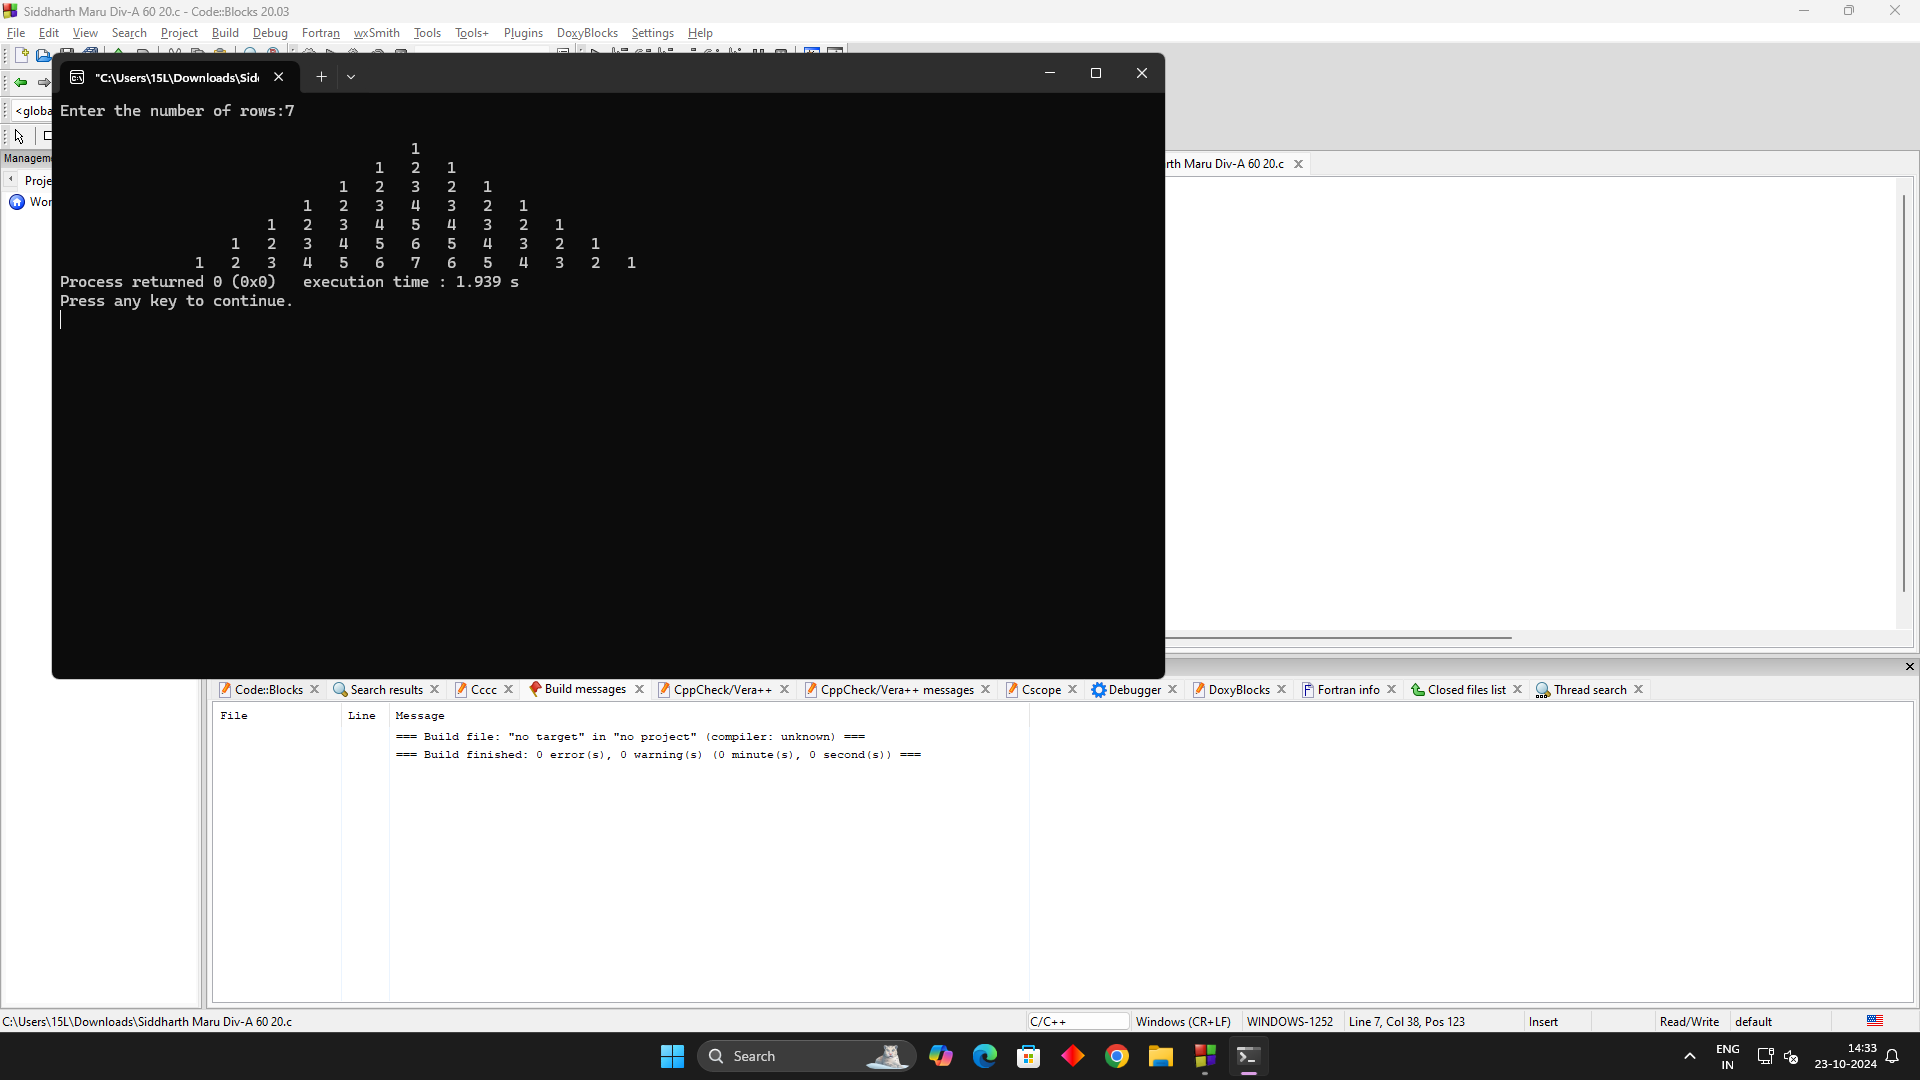 Siddharth Maru Div-A 60 20.c - Code::Blocks 20.03
File Edit View Search Project Build Debug Fortran wxSmith Tools Tools+ Plugins DoxyBlocks Settings Help
"C:\Users\15L\Downloads\Sid
<globa
Managem
Proje
Wor
Enter the number of rows:7
1
1 2 1
1 2 3 2 1
1 2 3 4 3 2 1
1 2 3 4 5 4 3 2 1
1 2 3 4 5 6 5 4 3 2 1
1 2 3 4 5 6 7 6 5 4 3 2 1
Process returned 0 (0x0)   execution time : 1.939 s
Press any key to continue.
rth Maru Div-A 60 20.c
Code::Blocks Search results Cccc Build messages CppCheck/Vera++ CppCheck/Vera++ messages Cscope Debugger DoxyBlocks Fortran info Closed files list Thread search
File Line Message
=== Build file: "no target" in "no project" (compiler: unknown) ===
=== Build finished: 0 error(s), 0 warning(s) (0 minute(s), 0 second(s)) ===
C:\Users\15L\Downloads\Siddharth Maru Div-A 60 20.c C/C++ Windows (CR+LF) WINDOWS-1252 Line 7, Col 38, Pos 123 Insert Read/Write default
Search
ENG
IN
14:33
23-10-2024